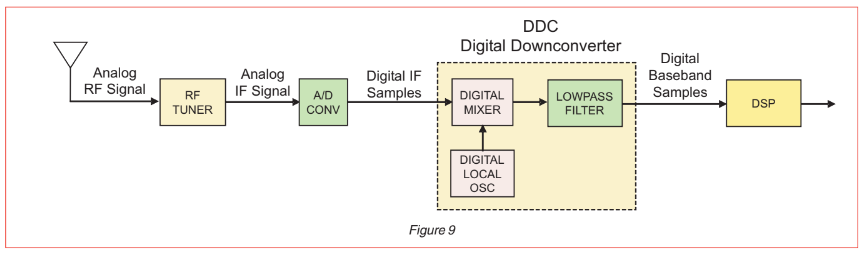 DDC
Digital Downconverter
Analog
RF Signal
RF
TUNER
Analog
IF Signal
A/D
CONV
Digital IF
Samples
DIGITAL
MIXER
DIGITAL
LOCAL
OSC
LOWPASS
FILTER
Digital
Baseband
Samples
DSP
Figure 9